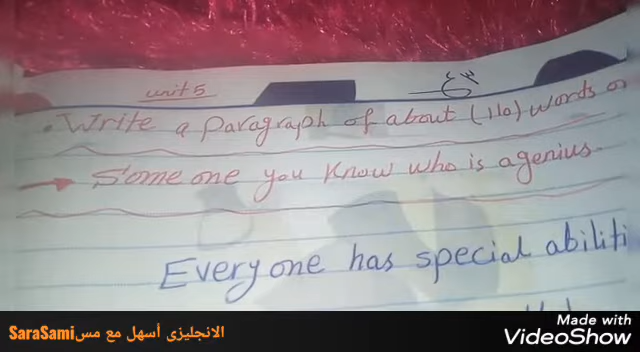 unit 5
ع٣
. Write a paragraph of about (110) words on
Some one you know who is a genius.
Every one has special abiliti
الانجليزى أسهل مع مس SaraSami
Made with
VideoShow